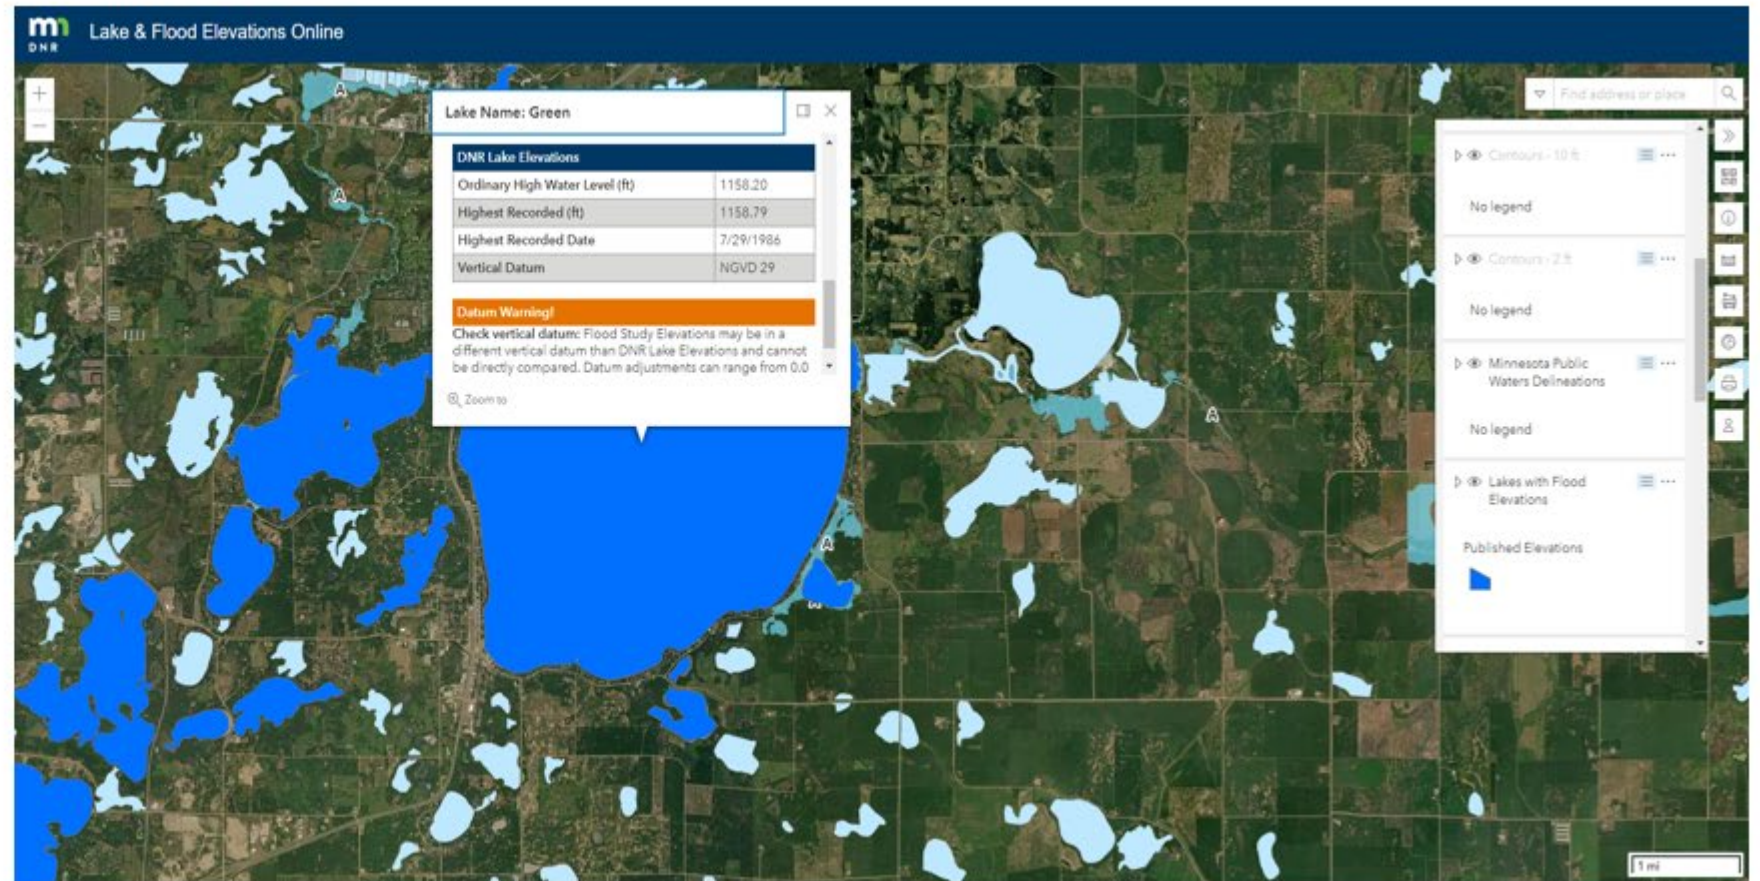 mn
DNR
Lake & Flood Elevations Online
+
−
A
A
Lake Name: Green
DNR Lake Elevations
Ordinary High Water Level (ft) 1158.20
Highest Recorded (ft) 1158.79
Highest Recorded Date 7/29/1986
Vertical Datum NGVD 29
Datum Warning!
Check vertical datum: Flood Study Elevations may be in a
different vertical datum than DNR Lake Elevations and cannot
be directly compared. Datum adjustments can range from 0.0
Zoom to
A
A
A
Find address or place
Contours - 10 ft
No legend
Contours - 2 ft
No legend
Minnesota Public
Waters Delineations
No legend
Lakes with Flood
Elevations
Published Elevations
1 mi